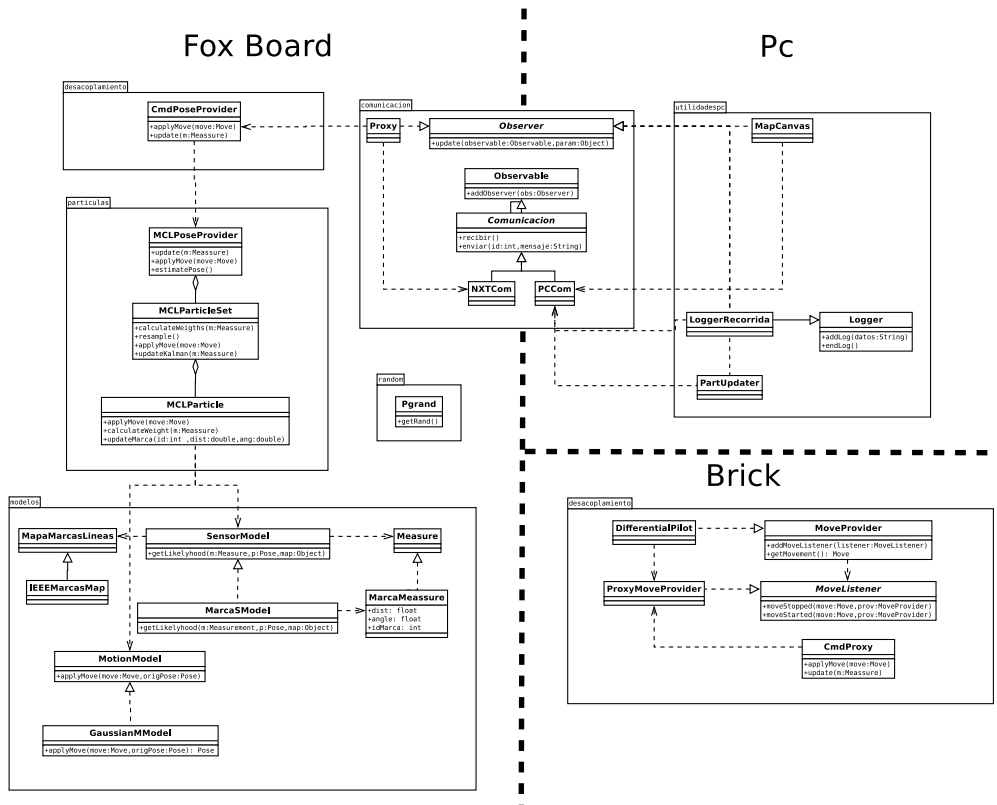 Fox Board
Pc
desacoplamiento
CmdPoseProvider
+applyMove(move:Move)
+update(m:Meassure)
comunicacion
Proxy
Observer
+update(observable:Observable,param:Object)
Observable
+addObserver(obs:Observer)
Comunicacion
+recibir()
+enviar(id:int,mensaje:String)
NXTCom
PCCom
utilidadespc
MapCanvas
LoggerRecorrida
Logger
+addLog(datos:String)
+endLog()
PartUpdater
particulas
MCLPoseProvider
+update(m:Meassure)
+applyMove(move:Move)
+estimatePose()
MCLParticleSet
+calculateWeigths(m:Measure)
+resample()
+applyMove(move:Move)
+updateKalman(m:Measure)
MCLParticle
+applyMove(move:Move)
+calculateWeight(m:Measure)
+updateMarca(id:int ,dist:double,ang:double)
random
Pgrand
+getRand()
modelos
MapaMarcasLineas
SensorModel
+getLikelyhood(m:Measure,p:Pose,map:Object)
Measure
IEEEMarcasMap
MarcaSModel
+getLikelyhood(m:Measurement,p:Pose,map:Object)
MarcaMeassure
+dist: float
+angle: float
+idMarca: int
MotionModel
+applyMove(move:Move,origPose:Pose)
GaussianMModel
+applyMove(move:Move,origPose:Pose): Pose
Brick
desacoplamiento
DifferentialPilot
MoveProvider
+addMoveListener(listener:MoveListener)
+getMovement(): Move
ProxyMoveProvider
MoveListener
+moveStopped(move:Move,prov:MoveProvider)
+moveStarted(move:Move,prov:MoveProvider)
CmdProxy
+applyMove(move:Move)
+update(m:Meassure)